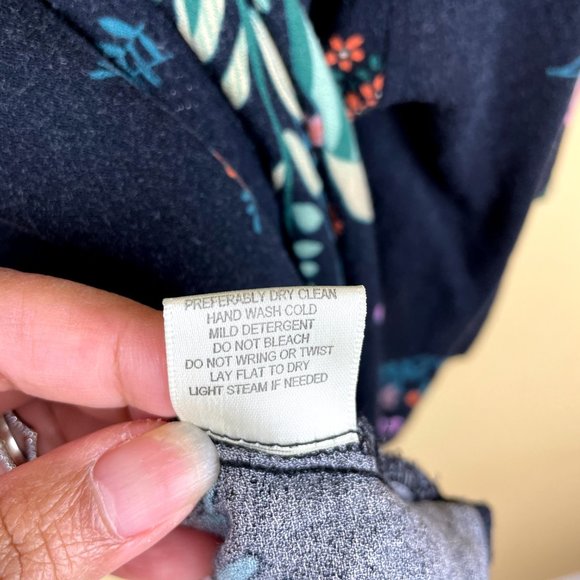 PREFERABLY DRY CLEAN
HAND WASH COLD
MILD DETERGENT
DO NOT BLEACH
DO NOT WRING OR TWIST
LAY FLAT TO DRY
LIGHT STEAM IF NEEDED